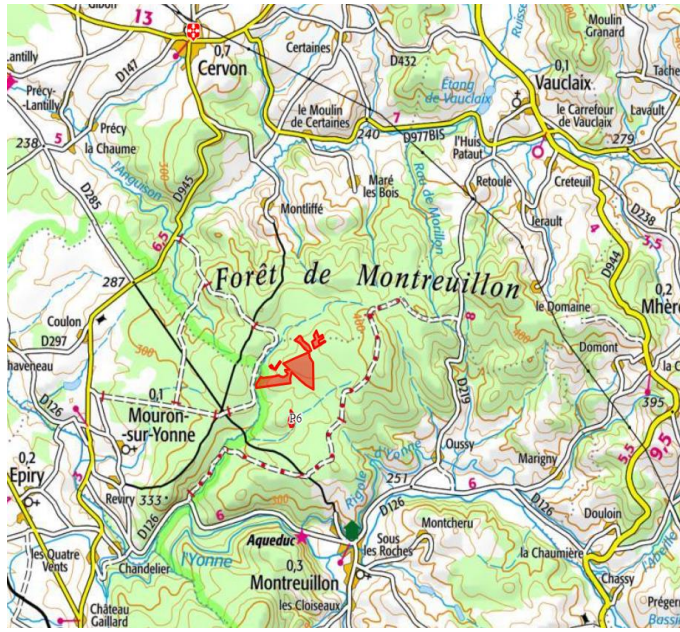 Gibon
13
0,7
Cervon
Certaines
D432
Moulin
Granard
Lantilly
D147
Précy-
Lantilly
Étang
de Vauclaix
0,1
Vauclaix
Tache
5
Précy
la Chaume
le Moulin
de Certaines
7
240
D977BIS
le Carrefour
de Vauclaix
Lavault
238
l'Anguison
300
l'Huis
Pataut
279
D285
D945
Maré
les Bois
Retoule
Creteuil
D238
6,5
Montliffé
Jerault
4
3,5
D944
287
Forêt de Montreuillon
le Domaine
0,2
Mhère
Coulon
D297
300
400
8
400
Domont
haveneau
D126
0,1
Mouron-
-sur-Yonne
P6
D219
395
0,2
Epiry
Oussy
Marigny
5,5
9,5
3
Reviry
333
D126
300
6
Rigole d'Yonne
251
D126
6
D126
Aqueduc
Montcheru
Douloin
les Quatre
Vents
Chandelier
l'Yonne
0,3
Montreuillon
Sous
les Roches
la Chaumière
Chassy
l'Abeille
Château
Gaillard
les Cloiseaux